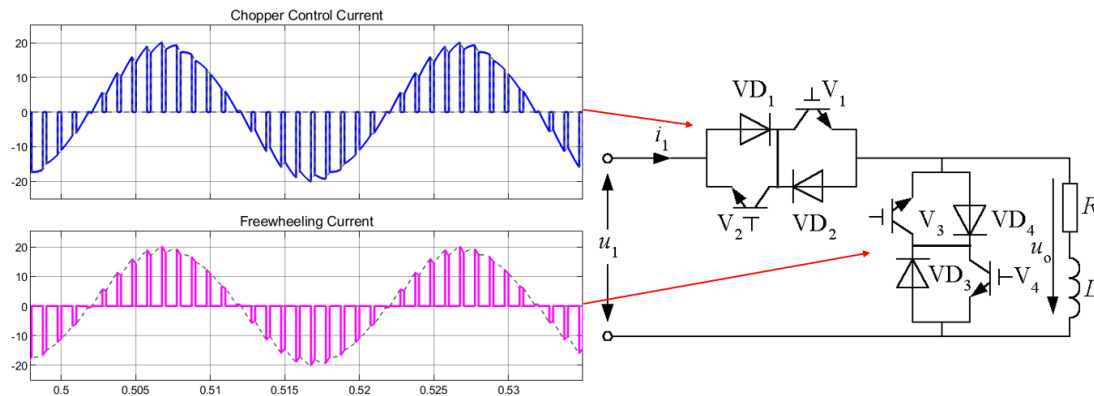 Chopper Control Current
20
10
0
-10
-20
Freewheeling Current
20
10
0
-10
-20
0.5
0.505
0.51
0.515
0.52
0.525
0.53
VD1
V1
i1
V2
VD2
u1
V3
VD4
VD3
V4
uo
R
L